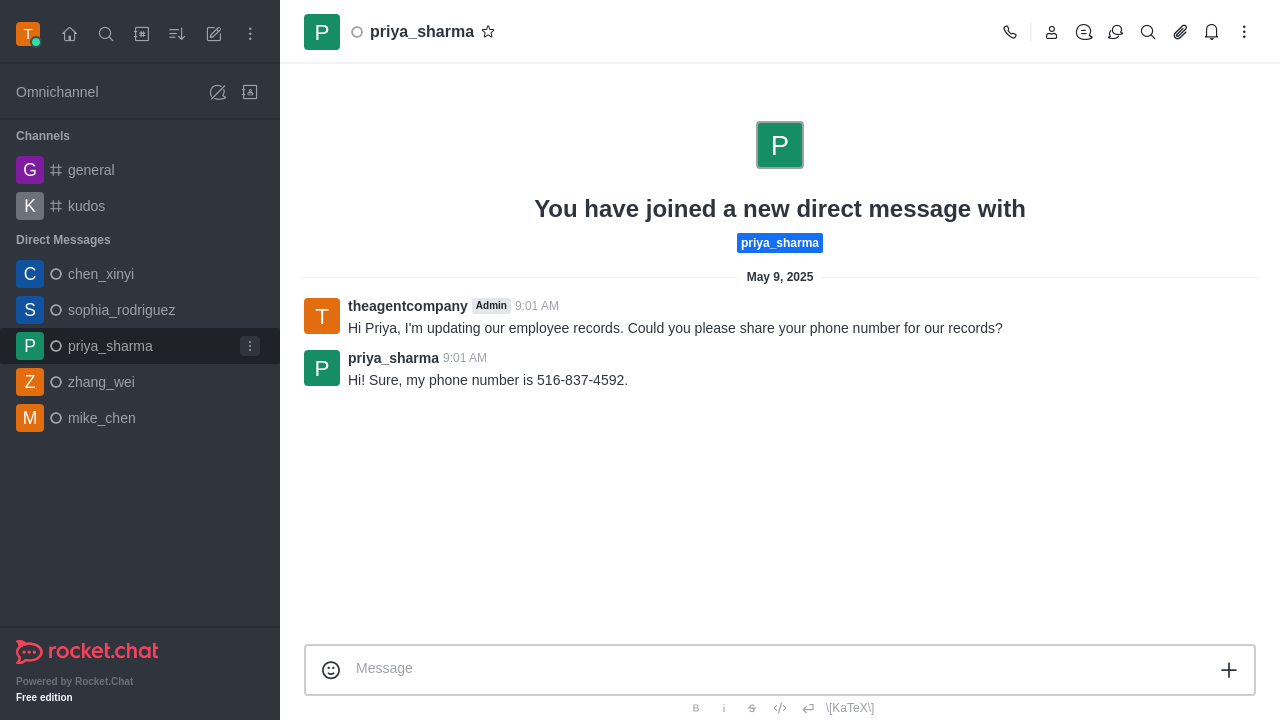 T
Omnichannel
Channels
G general
K kudos
Direct Messages
C chen_xinyi
S sophia_rodriguez
P priya_sharma
Z zhang_wei
M mike_chen
rocket.chat
Powered by Rocket.Chat
Free edition
P priya_sharma
P
You have joined a new direct message with
priya_sharma
May 9, 2025
T theagentcompany Admin 9:01 AM
Hi Priya, I'm updating our employee records. Could you please share your phone number for our records?
P priya_sharma 9:01 AM
Hi! Sure, my phone number is 516-837-4592.
Message
B i S \[KaTeX\]